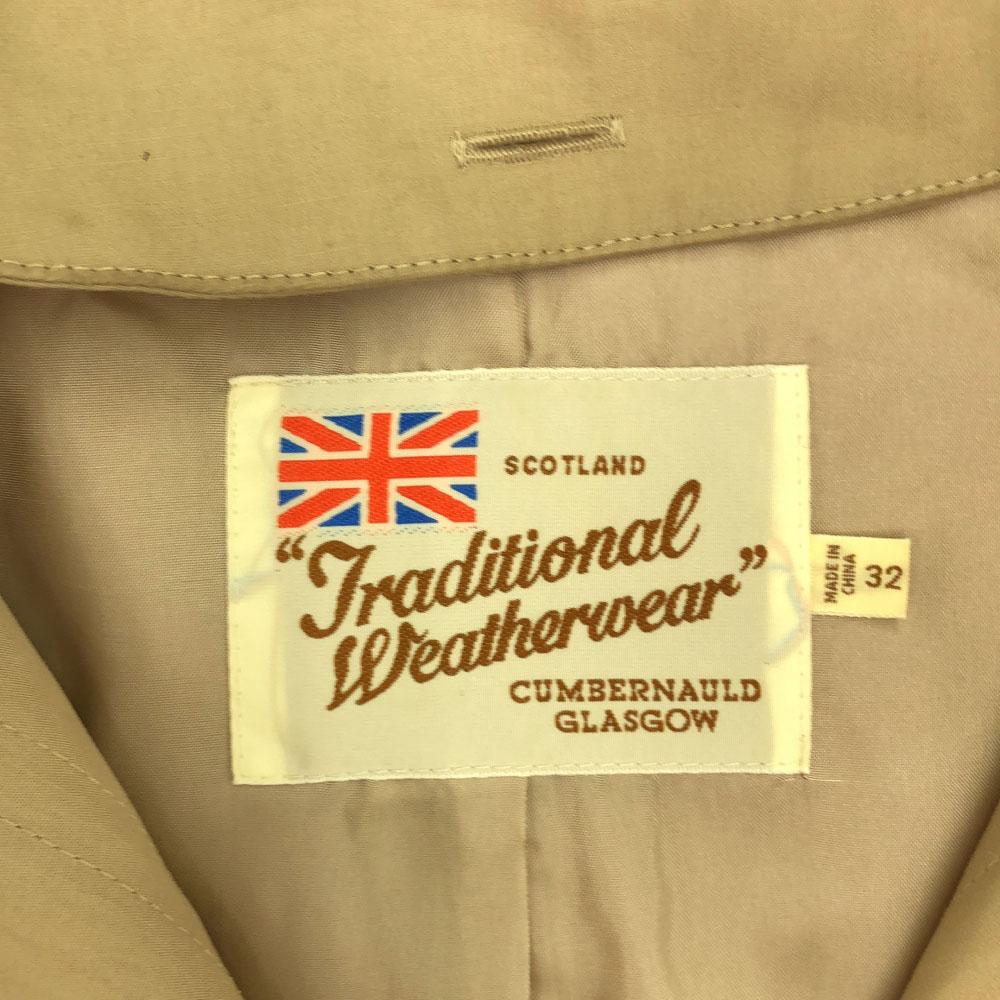 SCOTLAND
"Traditional
Weatherwear"
CUMBERNAULD
GLASGOW
MADE IN
CHINA
32